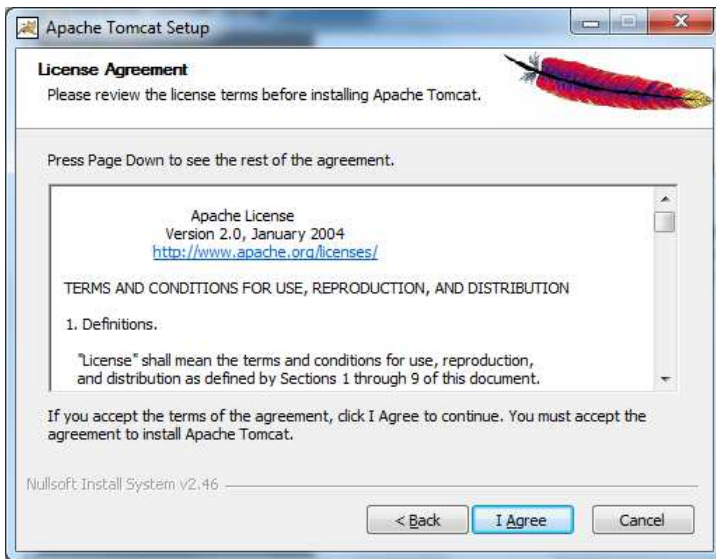 Apache Tomcat Setup
License Agreement
Please review the license terms before installing Apache Tomcat.
Press Page Down to see the rest of the agreement.
Apache License
Version 2.0, January 2004
http://www.apache.org/licenses/
TERMS AND CONDITIONS FOR USE, REPRODUCTION, AND DISTRIBUTION
1. Definitions.
"License" shall mean the terms and conditions for use, reproduction,
and distribution as defined by Sections 1 through 9 of this document.
If you accept the terms of the agreement, click I Agree to continue. You must accept the
agreement to install Apache Tomcat.
Nullsoft Install System v2.46
< Back I Agree Cancel